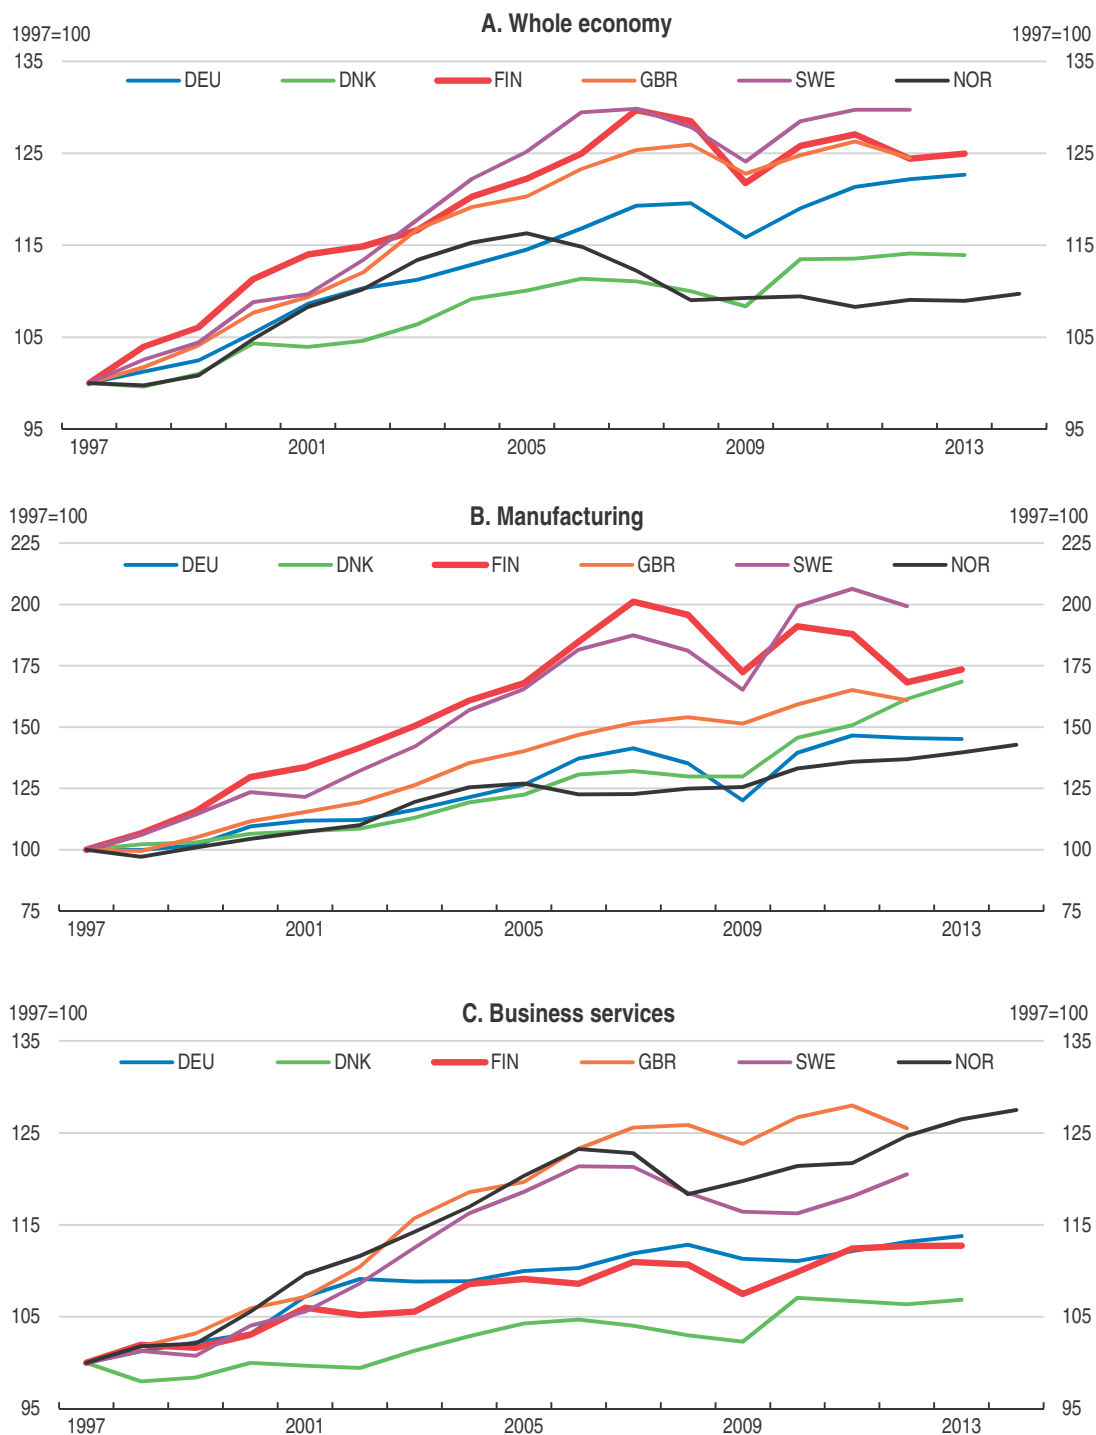 A. Whole economy
1997=100 1997=100
135 135
DEU DNK FIN GBR SWE NOR
125 125
115 115
105 105
95 95
1997 2001 2005 2009 2013
B. Manufacturing
1997=100 1997=100
225 225
DEU DNK FIN GBR SWE NOR
200 200
175 175
150 150
125 125
100 100
75 75
1997 2001 2005 2009 2013
C. Business services
1997=100 1997=100
135 135
DEU DNK FIN GBR SWE NOR
125 125
115 115
105 105
95 95
1997 2001 2005 2009 2013